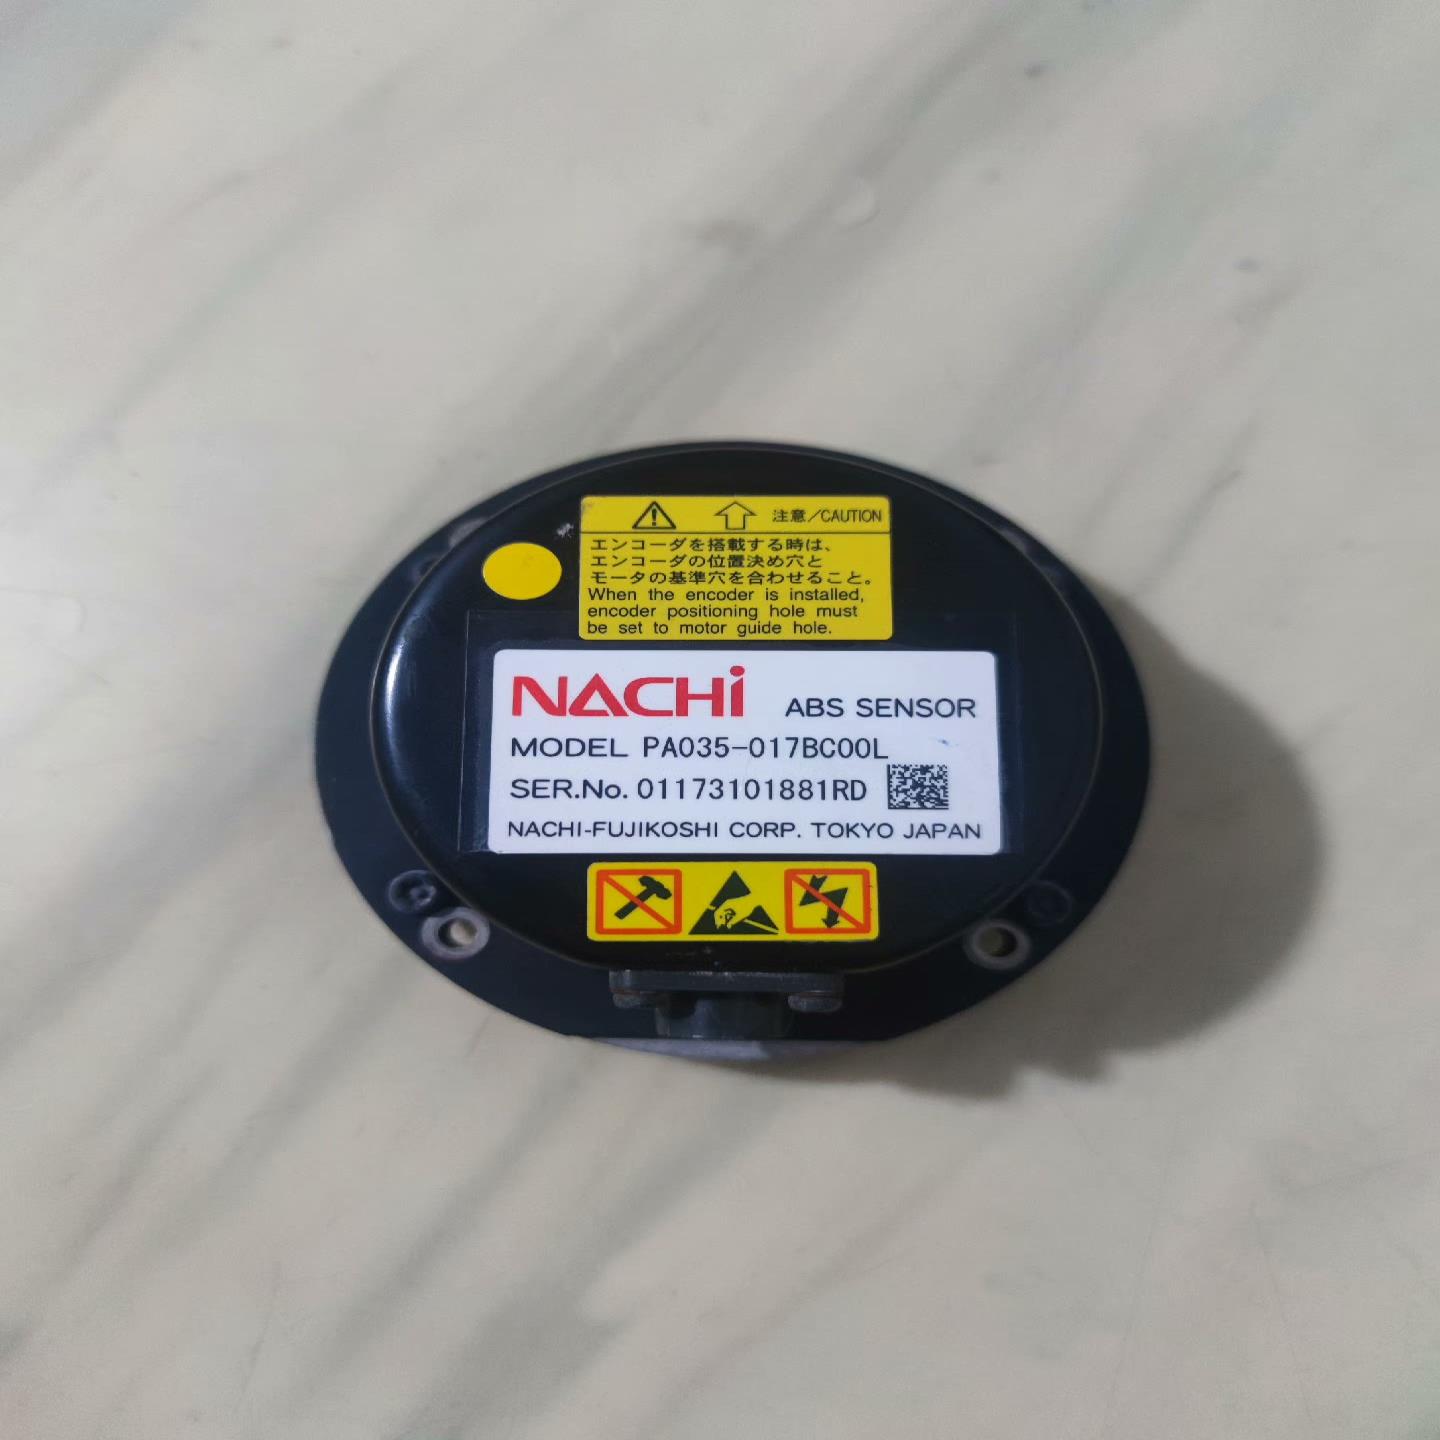 注意／CAUTION
エンコーダを搭載する時は、
エンコーダの位置決め穴と
モータの基準穴を合わせること。
When the encoder is installed,
encoder positioning hole must
be set to motor guide hole.
NACHi ABS SENSOR
MODEL PA035-017BC00L
SER.No. 01173101881RD
NACHI-FUJIKOSHI CORP. TOKYO JAPAN